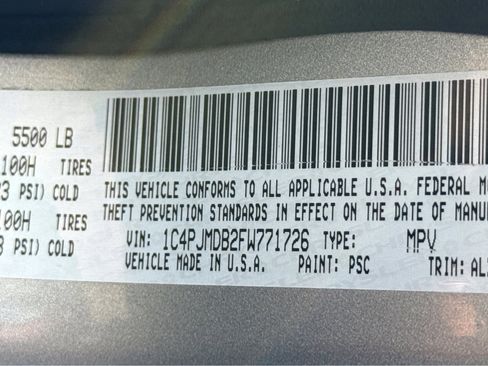 5500 LB
100H TIRES
3 PSI) COLD
100H TIRES
PSI) COLD
THIS VEHICLE CONFORMS TO ALL APPLICABLE U.S.A. FEDERAL
THEFT PREVENTION STANDARDS IN EFFECT ON THE DATE OF MANU
VIN: 1C4PJMDB2FW771726 TYPE: MPV
VEHICLE MADE IN U.S.A. PAINT: PSC TRIM: AL